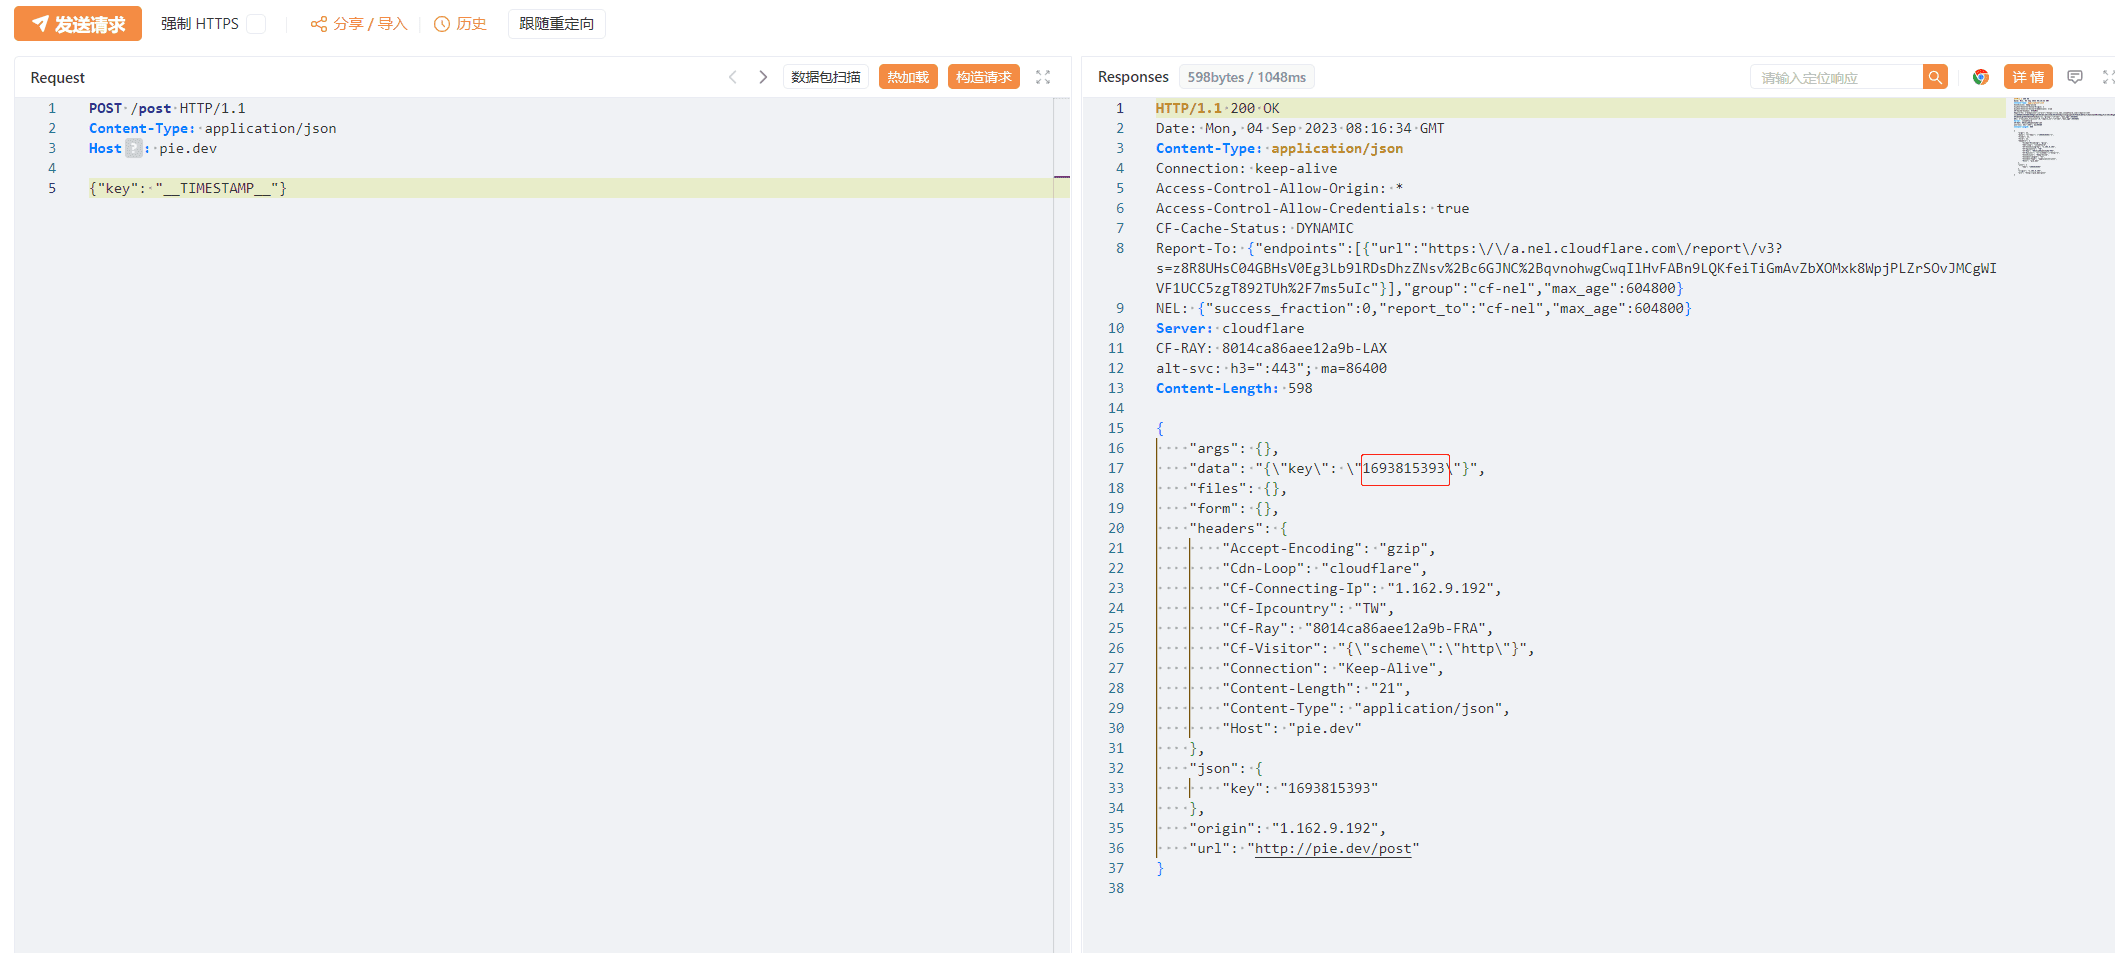 发送请求 强制 HTTPS 分享 / 导入 历史 跟随重定向
Request 数据包扫描 热加载 构造请求
1 POST /post HTTP/1.1
2 Content-Type: application/json
3 Host ? : pie.dev
4
5 {"key": "__TIMESTAMP__"}
Responses 598bytes / 1048ms 请输入定位响应 详 情
1 HTTP/1.1 200 OK
2 Date: Mon, 04 Sep 2023 08:16:34 GMT
3 Content-Type: application/json
4 Connection: keep-alive
5 Access-Control-Allow-Origin: *
6 Access-Control-Allow-Credentials: true
7 CF-Cache-Status: DYNAMIC
8 Report-To: {"endpoints":[{"url":"https:\/\/a.nel.cloudflare.com\/report\/v3?
s=z8R8UHsC04GBHsV0Eg3Lb9lRDsDhzZNsv%2Bc6GJNC%2BqvnohwgCwqIlHvFABn9LQKfeiTiGmAvZbXOMxk8WpjPLZrSOvJMCgWI
VF1UCC5zgT892TUh%2F7ms5uIc"}],"group":"cf-nel","max_age":604800}
9 NEL: {"success_fraction":0,"report_to":"cf-nel","max_age":604800}
10 Server: cloudflare
11 CF-RAY: 8014ca86aee12a9b-LAX
12 alt-svc: h3=":443"; ma=86400
13 Content-Length: 598
14
15 {
16 "args": {},
17 "data": "{\"key\": \"1693815393\"}",
18 "files": {},
19 "form": {},
20 "headers": {
21 "Accept-Encoding": "gzip",
22 "Cdn-Loop": "cloudflare",
23 "Cf-Connecting-Ip": "1.162.9.192",
24 "Cf-Ipcountry": "TW",
25 "Cf-Ray": "8014ca86aee12a9b-FRA",
26 "Cf-Visitor": "{\"scheme\":\"http\"}",
27 "Connection": "Keep-Alive",
28 "Content-Length": "21",
29 "Content-Type": "application/json",
30 "Host": "pie.dev"
31 },
32 "json": {
33 "key": "1693815393"
34 },
35 "origin": "1.162.9.192",
36 "url": "http://pie.dev/post"
37 }
38